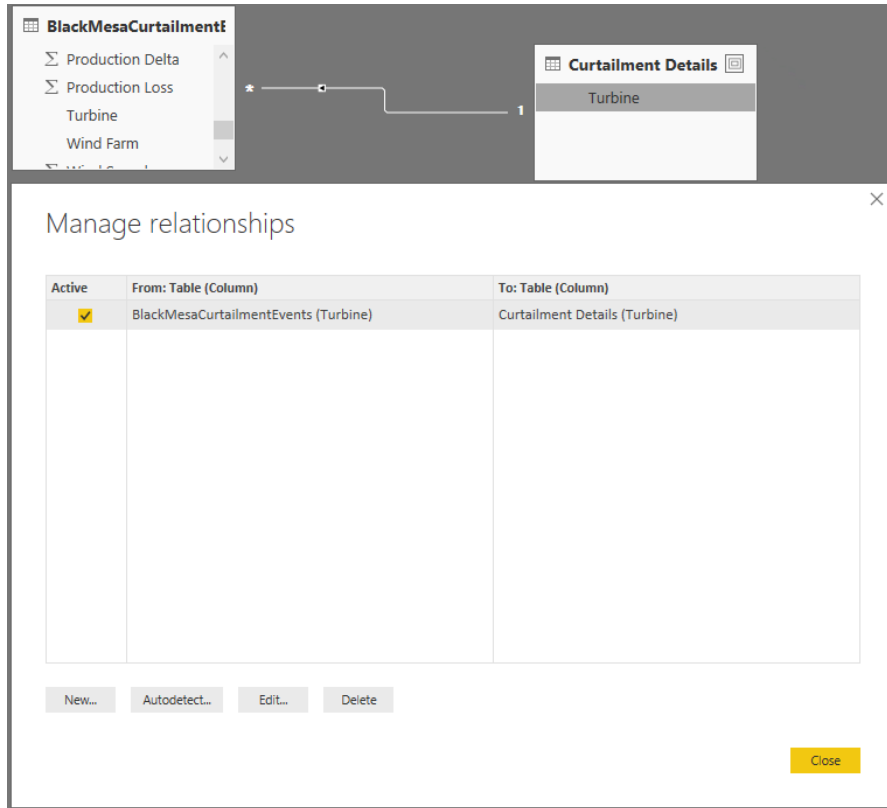 BlackMesaCurtailmentE
Σ Production Delta
Σ Production Loss
Turbine
Wind Farm
* 1
Curtailment Details
Turbine
Manage relationships
Active From: Table (Column) To: Table (Column)
BlackMesaCurtailmentEvents (Turbine) Curtailment Details (Turbine)
New... Autodetect... Edit... Delete
Close